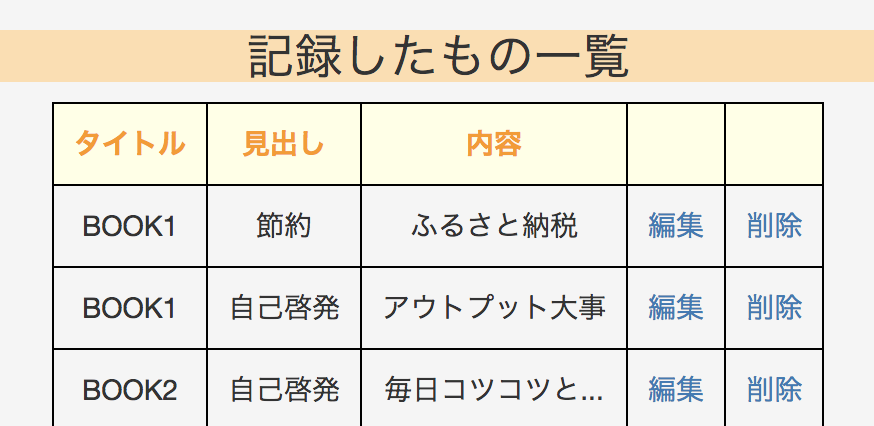 記録したもの一覧
タイトル 見出し 内容
BOOK1 節約 ふるさと納税 編集 削除
BOOK1 自己啓発 アウトプット大事 編集 削除
BOOK2 自己啓発 毎日コツコツと... 編集 削除